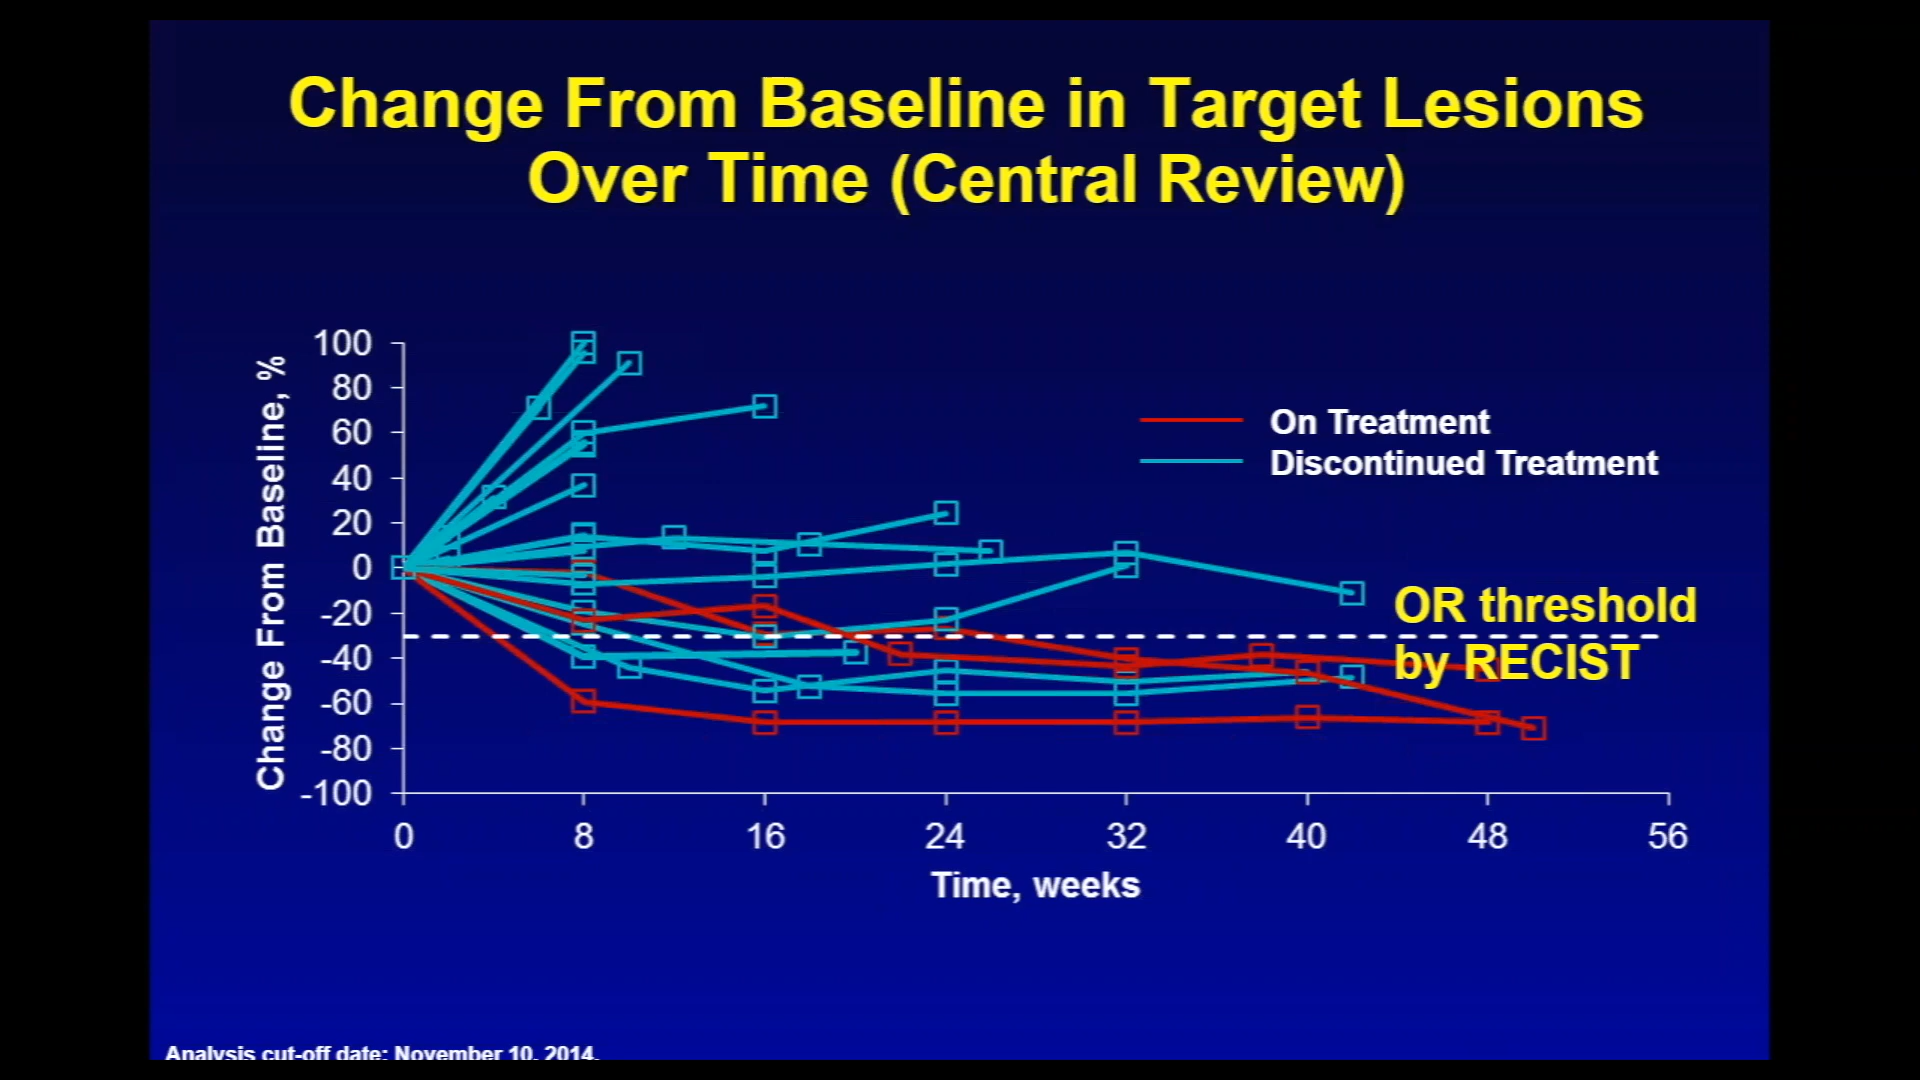 Change From Baseline in Target Lesions
Over Time (Central Review)
Change From Baseline, %
100
80
60
40
20
0
-20
-40
-60
-80
-100
On Treatment
Discontinued Treatment
OR threshold
by RECIST
0 8 16 24 32 40 48 56
Time, weeks
Analysis cut-off date: November 10, 2014.